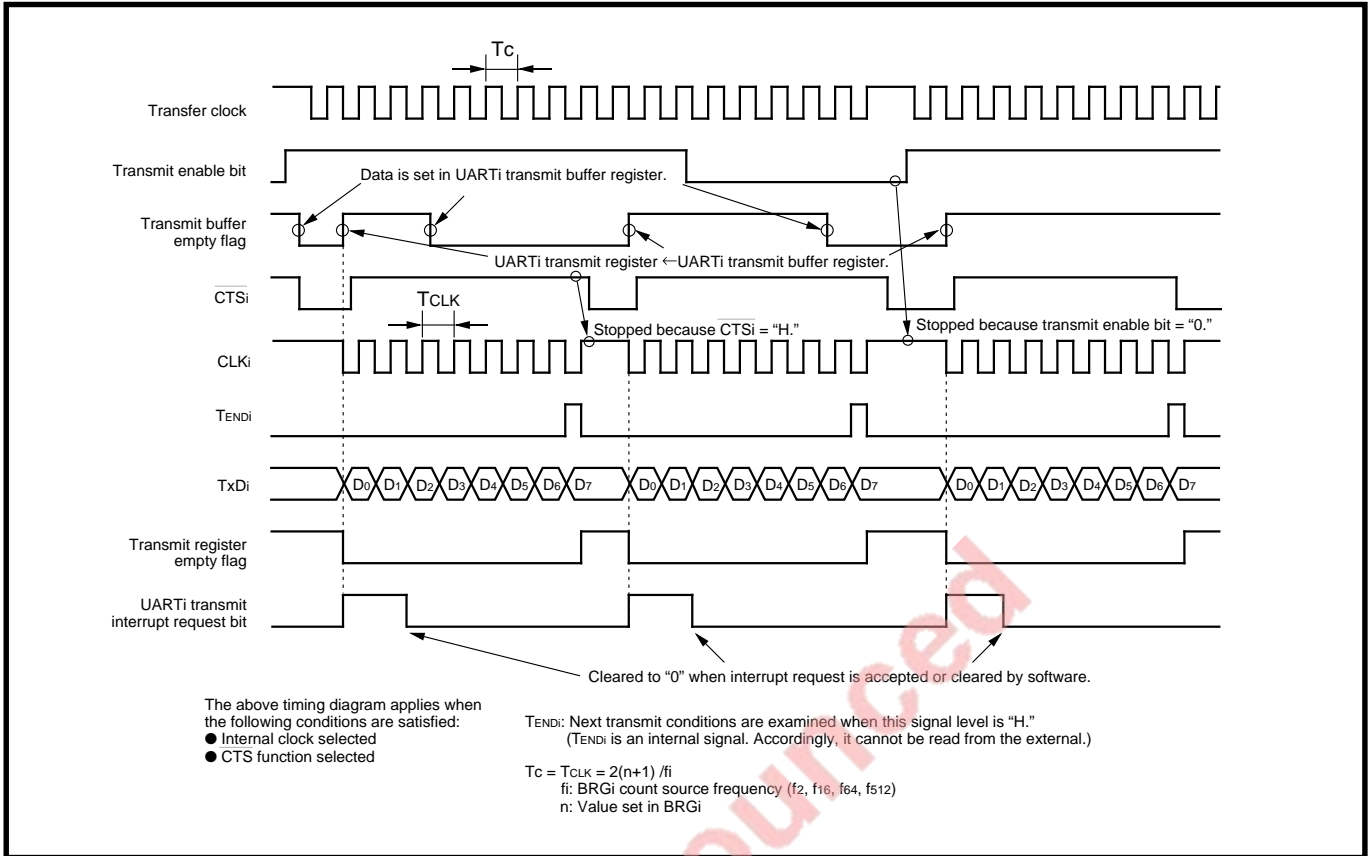 Tc
Transfer clock
Transmit enable bit
Data is set in UARTi transmit buffer register.
Transmit buffer
empty flag
UARTi transmit register ←UARTi transmit buffer register.
CTSi
TCLK
Stopped because CTSi = “H.”
Stopped because transmit enable bit = “0.”
CLKi
TENDi
TxDi
D0 D1 D2 D3 D4 D5 D6 D7 D0 D1 D2 D3 D4 D5 D6 D7 D0 D1 D2 D3 D4 D5 D6 D7
Transmit register
empty flag
UARTi transmit
interrupt request bit
Cleared to “0” when interrupt request is accepted or cleared by software.
The above timing diagram applies when
the following conditions are satisfied:
● Internal clock selected
● CTS function selected
TENDi: Next transmit conditions are examined when this signal level is “H.”
(TENDi is an internal signal. Accordingly, it cannot be read from the external.)
Tc = TCLK = 2(n+1) /fi
fi: BRGi count source frequency (f2, f16, f64, f512)
n: Value set in BRGi
ounced